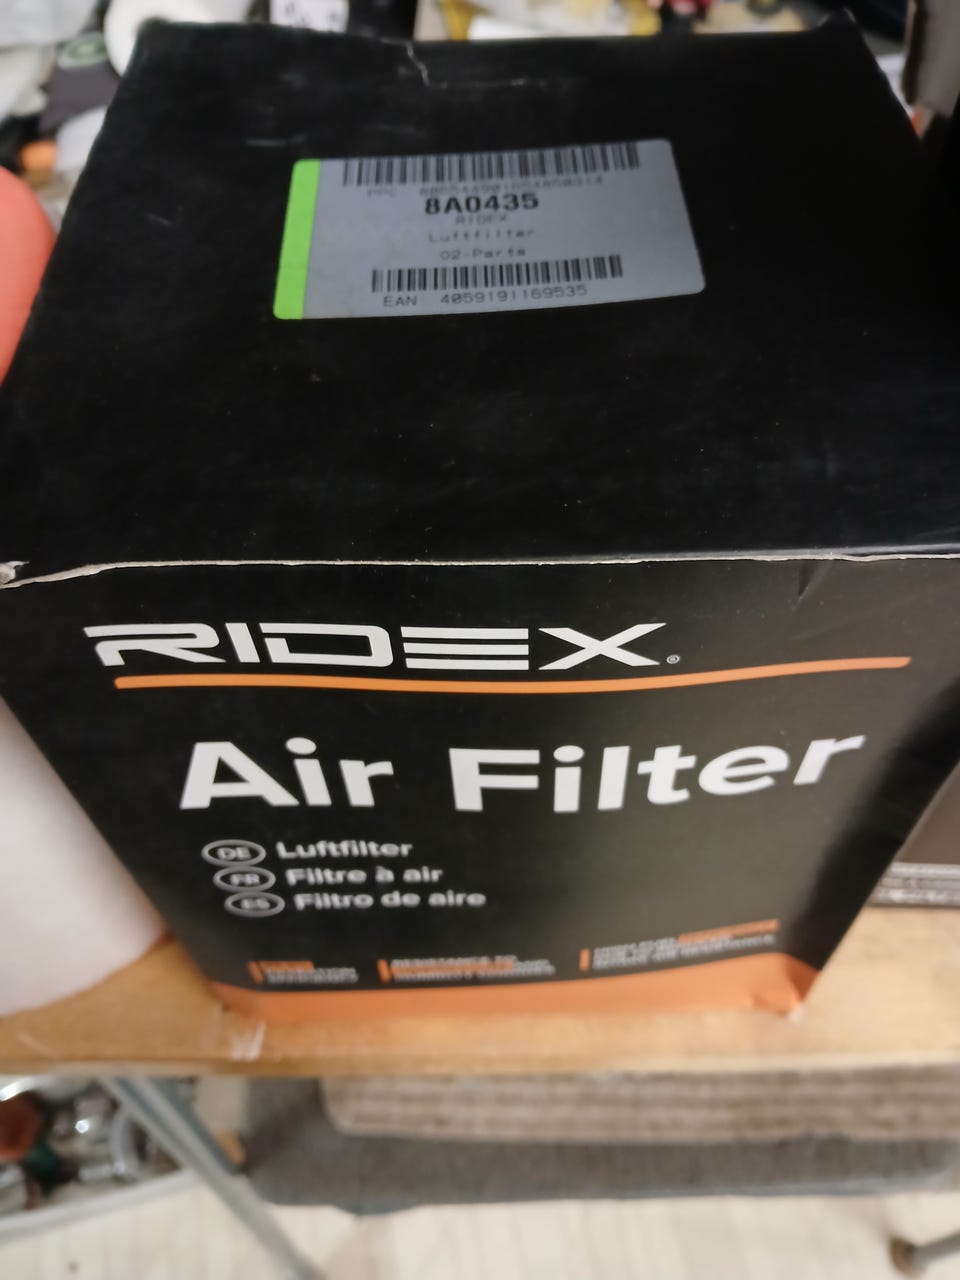 8A0435
RIDEX
Luftfilter
02-Parts
EAN 4059191169535
RIDEX®
Air Filter
DE Luftfilter
FR Filtre à air
ES Filtro de aire